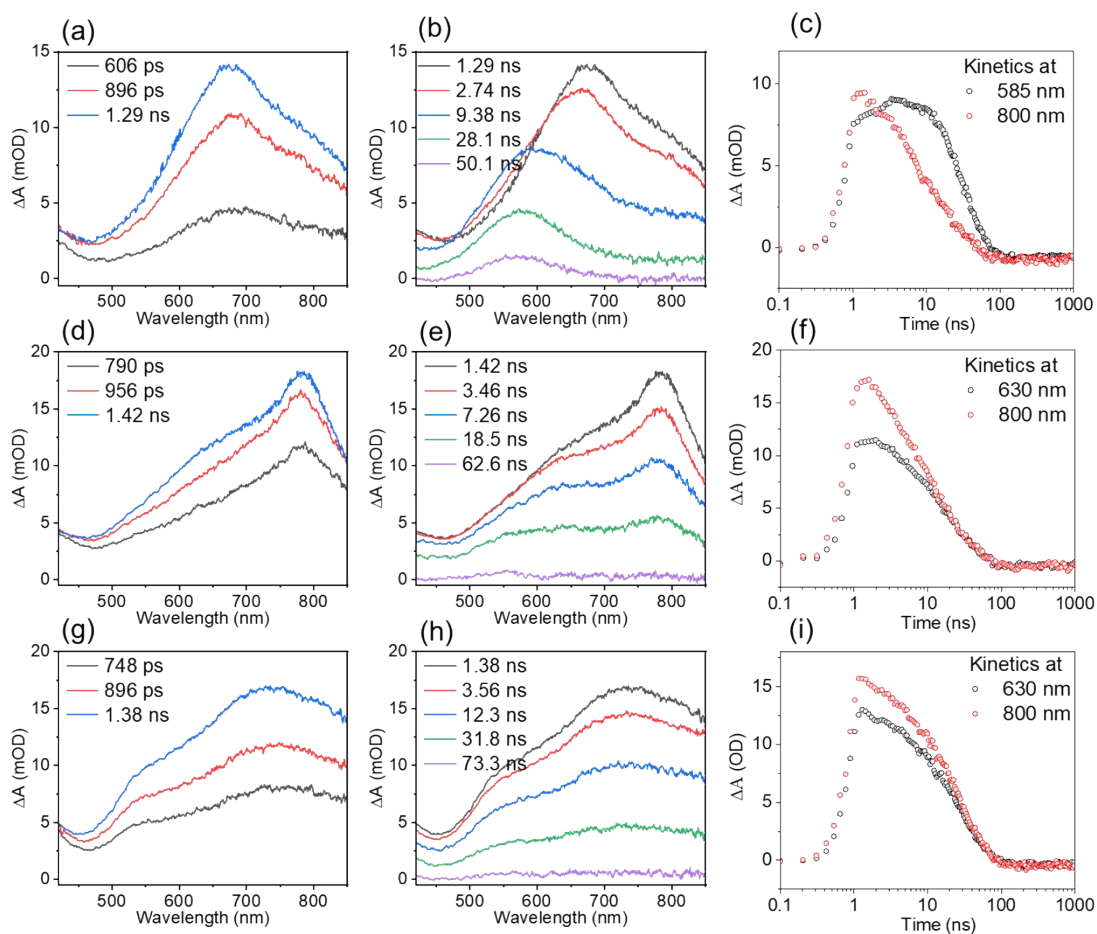 (a)
15
10
5
0
ΔA (mOD)
606 ps
896 ps
1.29 ns
500 600 700 800
Wavelength (nm)
(b)
15
10
5
0
ΔA (mOD)
1.29 ns
2.74 ns
9.38 ns
28.1 ns
50.1 ns
500 600 700 800
Wavelength (nm)
(c)
10
5
0
ΔA (mOD)
Kinetics at
585 nm
800 nm
0.1 1 10 100 1000
Time (ns)
(d)
20
15
10
5
0
ΔA (mOD)
790 ps
956 ps
1.42 ns
500 600 700 800
Wavelength (nm)
(e)
20
15
10
5
0
ΔA (mOD)
1.42 ns
3.46 ns
7.26 ns
18.5 ns
62.6 ns
500 600 700 800
Wavelength (nm)
(f)
20
15
10
5
0
ΔA (mOD)
Kinetics at
630 nm
800 nm
0.1 1 10 100 1000
Time (ns)
(g)
20
15
10
5
0
ΔA (mOD)
748 ps
896 ps
1.38 ns
500 600 700 800
Wavelength (nm)
(h)
20
15
10
5
0
ΔA (mOD)
1.38 ns
3.56 ns
12.3 ns
31.8 ns
73.3 ns
500 600 700 800
Wavelength (nm)
(i)
15
10
5
0
ΔA (OD)
Kinetics at
630 nm
800 nm
0.1 1 10 100 1000
Time (ns)